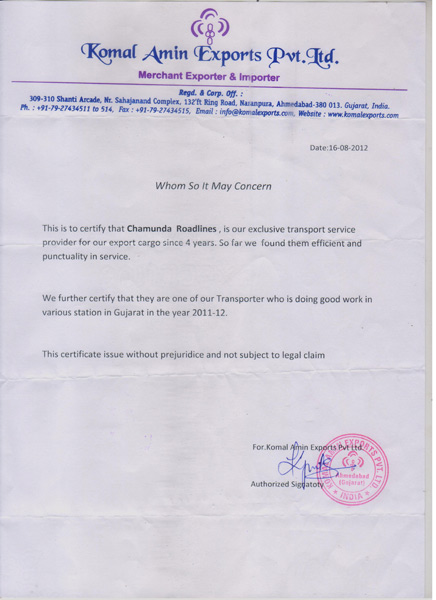 Komal Amin Exports Pvt.Ltd.
Merchant Exporter & Importer
Regd. & Corp. Off. :
309-310 Shanti Arcade, Nr. Sahajanand Complex, 132'ft Ring Road, Naranpura, Ahmedabad-380 013. Gujarat, India.
Ph. : +91-79-27434511 to 514, Fax : +91-79-27434515, Email : info@komalexports.com, Website : www.komalexports.com
Date:16-08-2012
Whom So It May Concern
This is to certify that Chamunda Roadlines , is our exclusive transport service
provider for our export cargo since 4 years. So far we found them efficient and
punctuality in service.
We further certify that they are one of our Transporter who is doing good work in
various station in Gujarat in the year 2011-12.
This certificate issue without prejuridice and not subject to legal claim
For.Komal Amin Exports Pvt Ltd.
Authorized Signatoty
KOMAL AMIN EXPORTS PVT. LTD.
Ahmedabad
(Gujarat)
INDIA